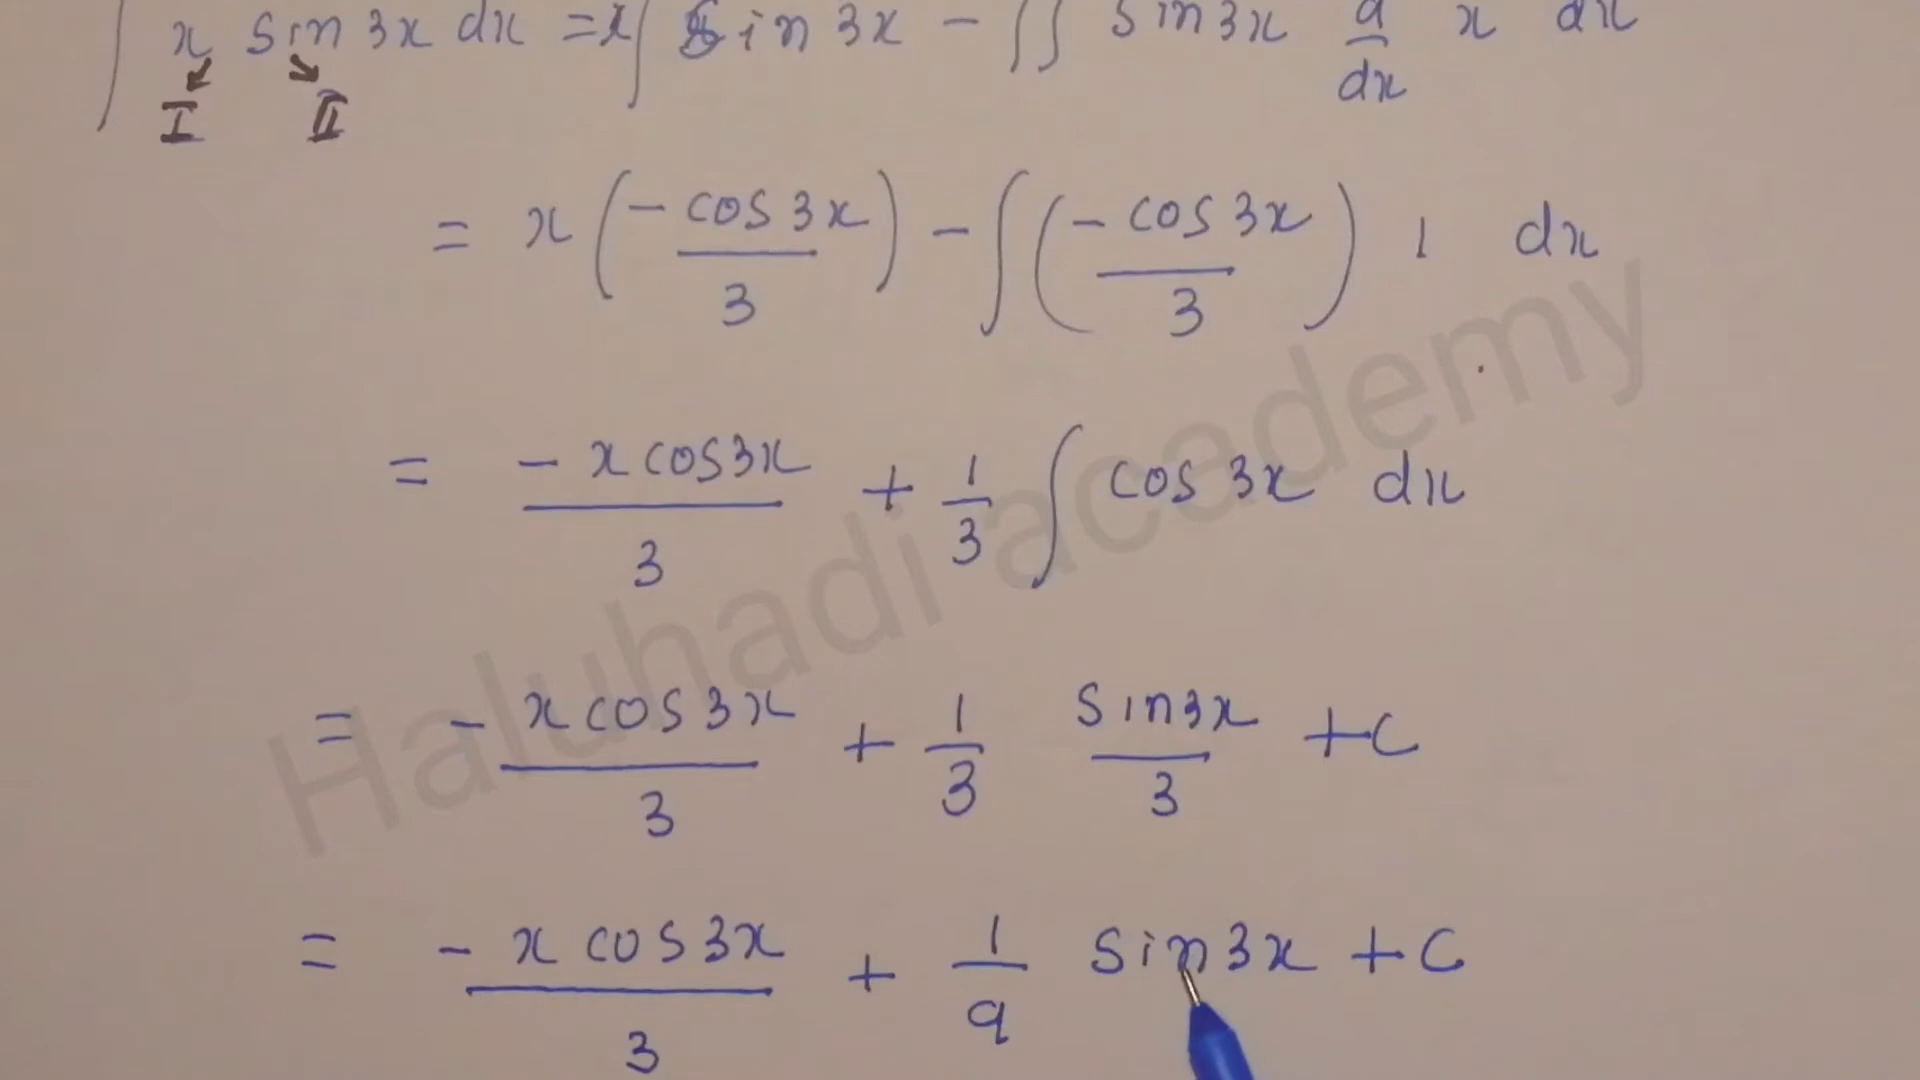 ∫ x sin 3x dx = x∫ sin 3x - ∫∫ sin 3x d/dx x dx
I II
= x (-cos 3x / 3) - ∫ (-cos 3x / 3) 1 dx
= -x cos 3x / 3 + 1/3 ∫ cos 3x dx
= -x cos 3x / 3 + 1/3 sin 3x / 3 + C
= -x cos 3x / 3 + 1/9 sin 3x + C
Haluhadi academy